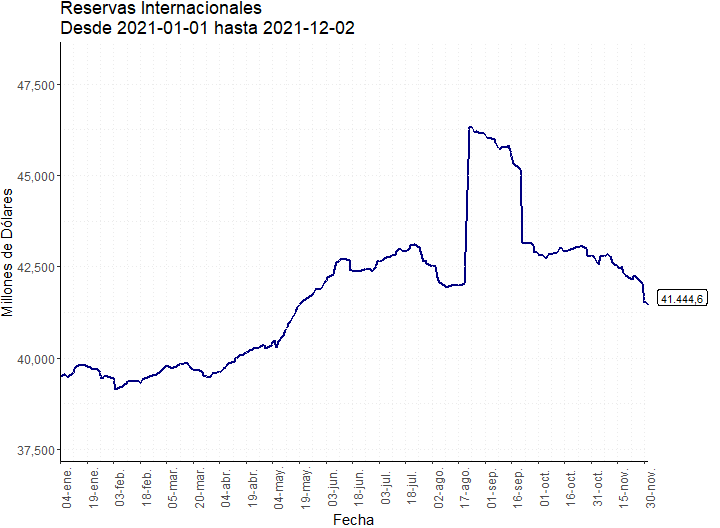 Reservas Internacionales
Desde 2021-01-01 hasta 2021-12-02
Millones de Dólares
47,500
45,000
42,500
40,000
37,500
41.444,6
04-ene.
19-ene.
03-feb.
18-feb.
05-mar.
20-mar.
04-abr.
19-abr.
04-may.
19-may.
03-jun.
18-jun.
03-jul.
18-jul.
02-ago.
17-ago.
01-sep.
16-sep.
01-oct.
16-oct.
31-oct.
15-nov.
30-nov.
Fecha